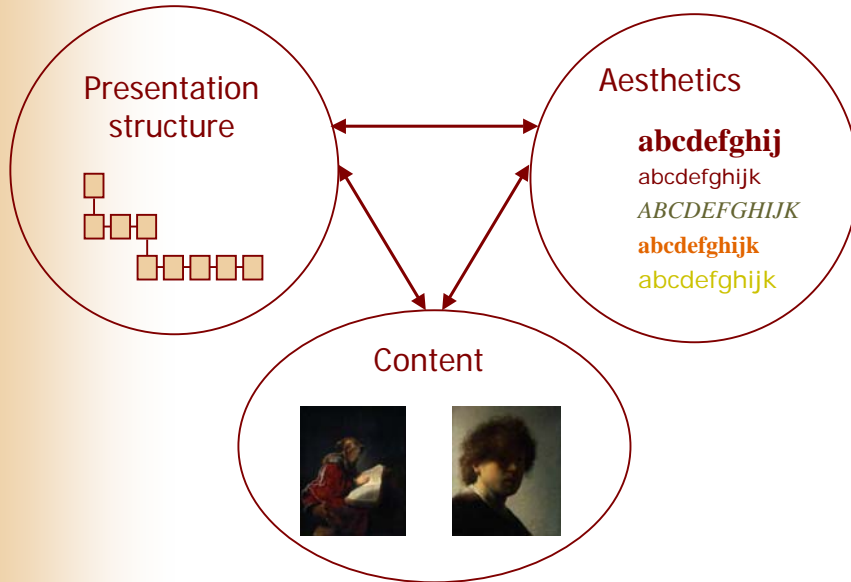 Presentation
structure
Aesthetics
abcdefghij
abcdefghijk
ABCDEFGHIJK
abcdefghijk
abcdefghijk
Content